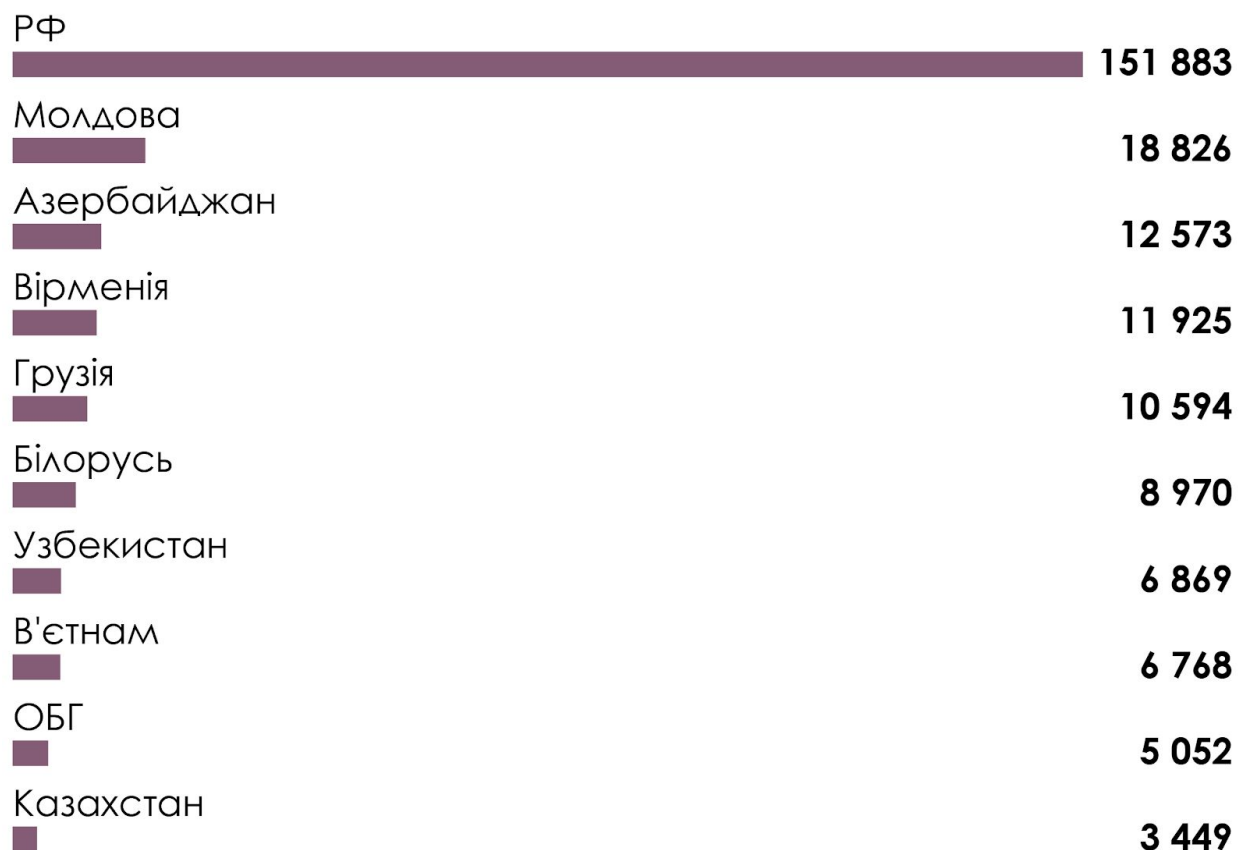 РФ
151 883
Молдова
18 826
Азербайджан
12 573
Вірменія
11 925
Грузія
10 594
Білорусь
8 970
Узбекистан
6 869
В'єтнам
6 768
ОБГ
5 052
Казахстан
3 449